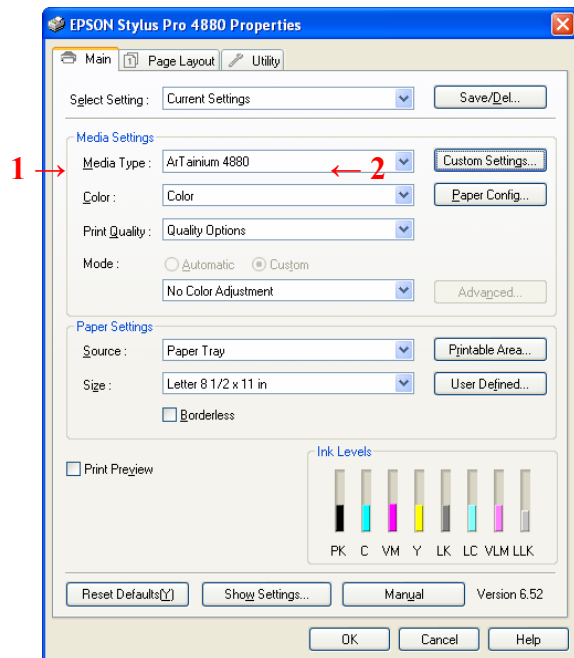 EPSON Stylus Pro 4880 Properties
Main Page Layout Utility
Select Setting : Current Settings Save/Del...
Media Settings
1 → Media Type : ArTainium 4880 ← 2 Custom Settings...
Color : Color Paper Config...
Print Quality : Quality Options
Mode : Automatic Custom
No Color Adjustment Advanced...
Paper Settings
Source : Paper Tray Printable Area...
Size : Letter 8 1/2 x 11 in User Defined...
Borderless
Ink Levels
Print Preview
PK C VM Y LK LC VLM LLK
Reset Defaults(Y) Show Settings... Manual Version 6.52
OK Cancel Help